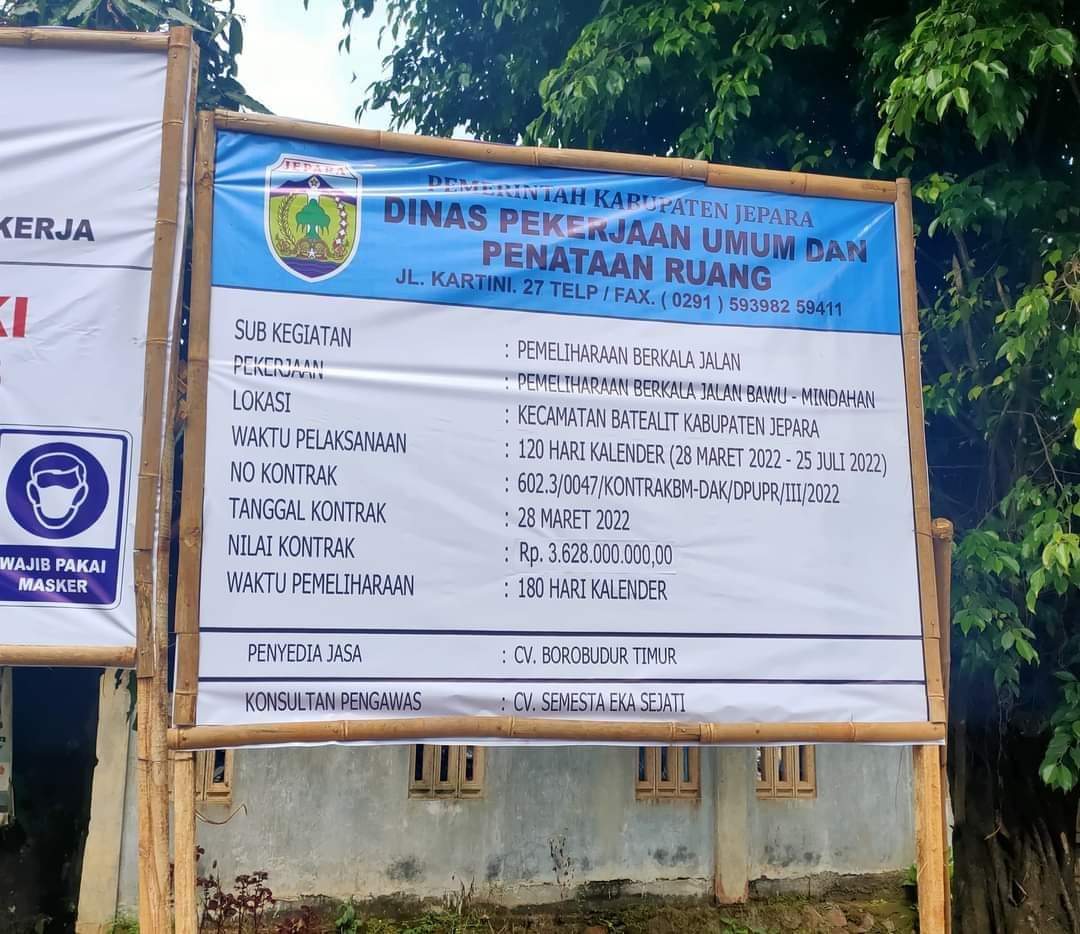 KERJA
KI
WAJIB PAKAI
MASKER
JEPARA
PEMERINTAH KABUPATEN JEPARA
DINAS PEKERJAAN UMUM DAN
PENATAAN RUANG
JL. KARTINI. 27 TELP / FAX. ( 0291 ) 593982 59411
SUB KEGIATAN : PEMELIHARAAN BERKALA JALAN
PEKERJAAN : PEMELIHARAAN BERKALA JALAN BAWU - MINDAHAN
LOKASI : KECAMATAN BATEALIT KABUPATEN JEPARA
WAKTU PELAKSANAAN : 120 HARI KALENDER (28 MARET 2022 - 25 JULI 2022)
NO KONTRAK : 602.3/0047/KONTRAKBM-DAK/DPUPR/III/2022
TANGGAL KONTRAK : 28 MARET 2022
NILAI KONTRAK : Rp. 3.628.000.000,00
WAKTU PEMELIHARAAN : 180 HARI KALENDER
PENYEDIA JASA : CV. BOROBUDUR TIMUR
KONSULTAN PENGAWAS : CV. SEMESTA EKA SEJATI